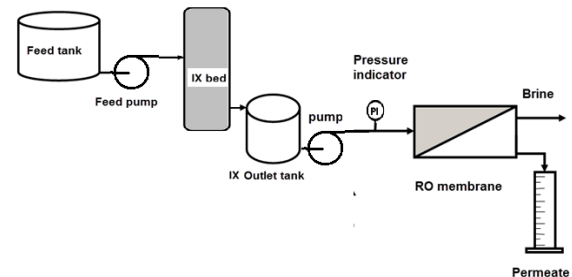 Feed tank
Feed pump
IX bed
IX Outlet tank
pump
Pressure
indicator
PI
RO membrane
Brine
Permeate